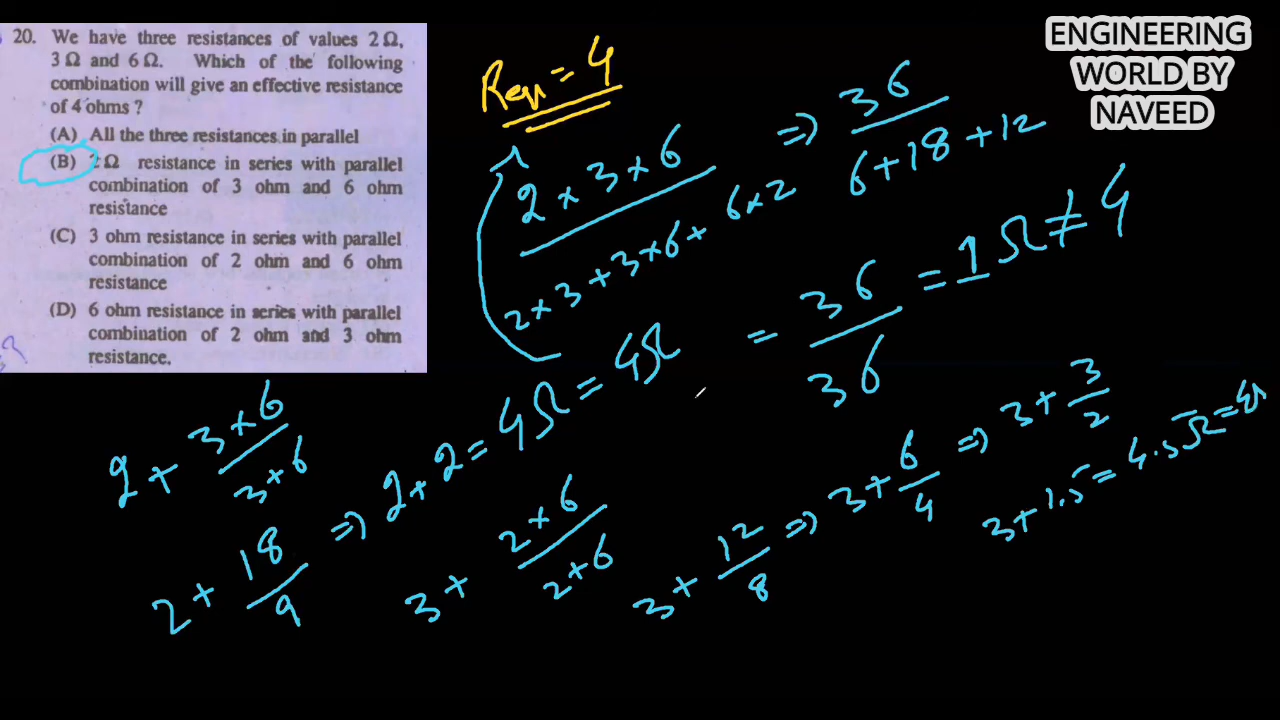 20. We have three resistances of values 2 Ω,
3 Ω and 6 Ω. Which of the following
combination will give an effective resistance
of 4 ohms ?
(A) All the three resistances in parallel
(B) 2 Ω resistance in series with parallel
combination of 3 ohm and 6 ohm
resistance
(C) 3 ohm resistance in series with parallel
combination of 2 ohm and 6 ohm
resistance
(D) 6 ohm resistance in series with parallel
combination of 2 ohm and 3 ohm
resistance.
ENGINEERING
WORLD BY
NAVEED
Requ = 4
2 × 3 × 6
2×3 + 3×6 + 6×2
=> 36
6 + 18 + 12
= 36
36
= 1Ω ≠ 4
2 + 3×6
3+6
2 + 18
9
=> 2 + 2 = 4Ω = 4Ω
3 + 2×6
2+6
3 + 12
8
=> 3 + 6
4
=> 3 + 3
2
3 + 1.5 = 4.5Ω